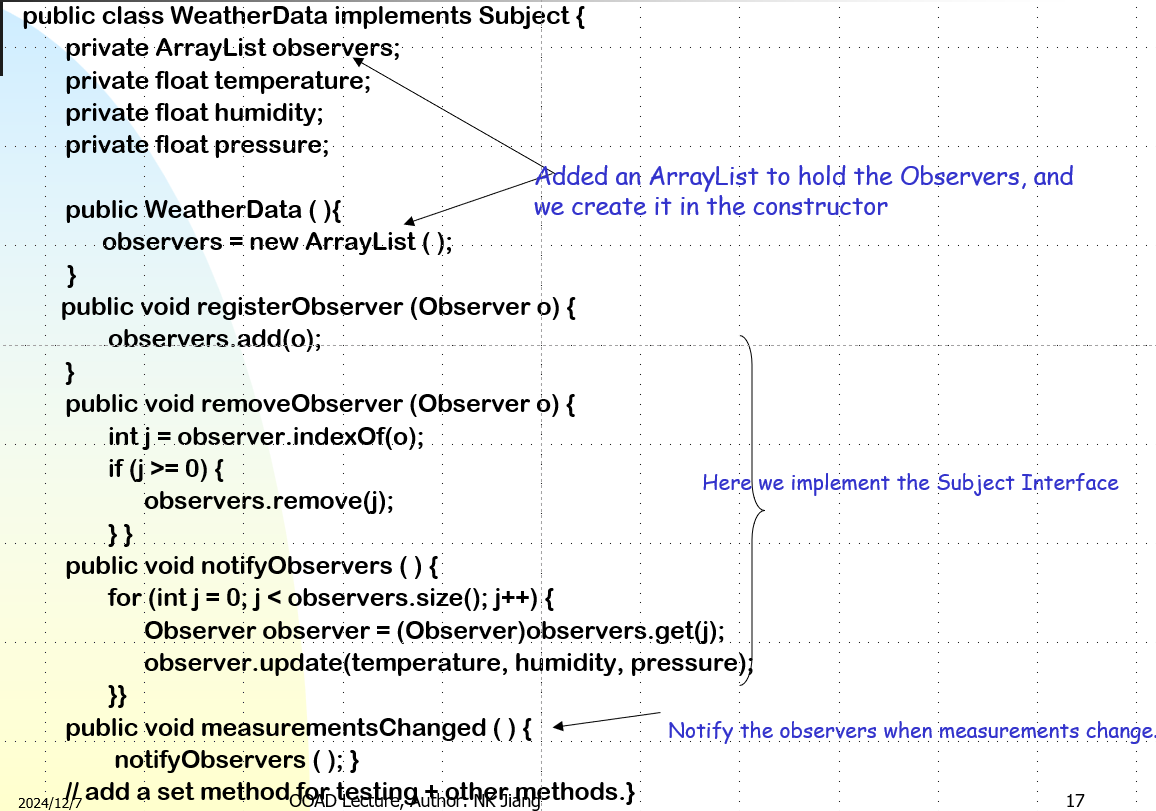 public class WeatherData implements Subject {
private ArrayList observers;
private float temperature;
private float humidity;
private float pressure;
Added an ArrayList to hold the Observers, and
we create it in the constructor
public WeatherData ( ){
observers = new ArrayList ( );
}
public void registerObserver (Observer o) {
observers.add(o);
}
public void removeObserver (Observer o) {
int j = observer.indexOf(o);
if (j >= 0) {
observers.remove(j);
} }
Here we implement the Subject Interface
public void notifyObservers ( ) {
for (int j = 0; j < observers.size(); j++) {
Observer observer = (Observer)observers.get(j);
observer.update(temperature, humidity, pressure);
}}
public void measurementsChanged ( ) {
Notify the observers when measurements change.
notifyObservers ( ); }
// add a set method for testing + other methods.}
2024/12/7
OOAD Lecture, Author: NK Jiang
17